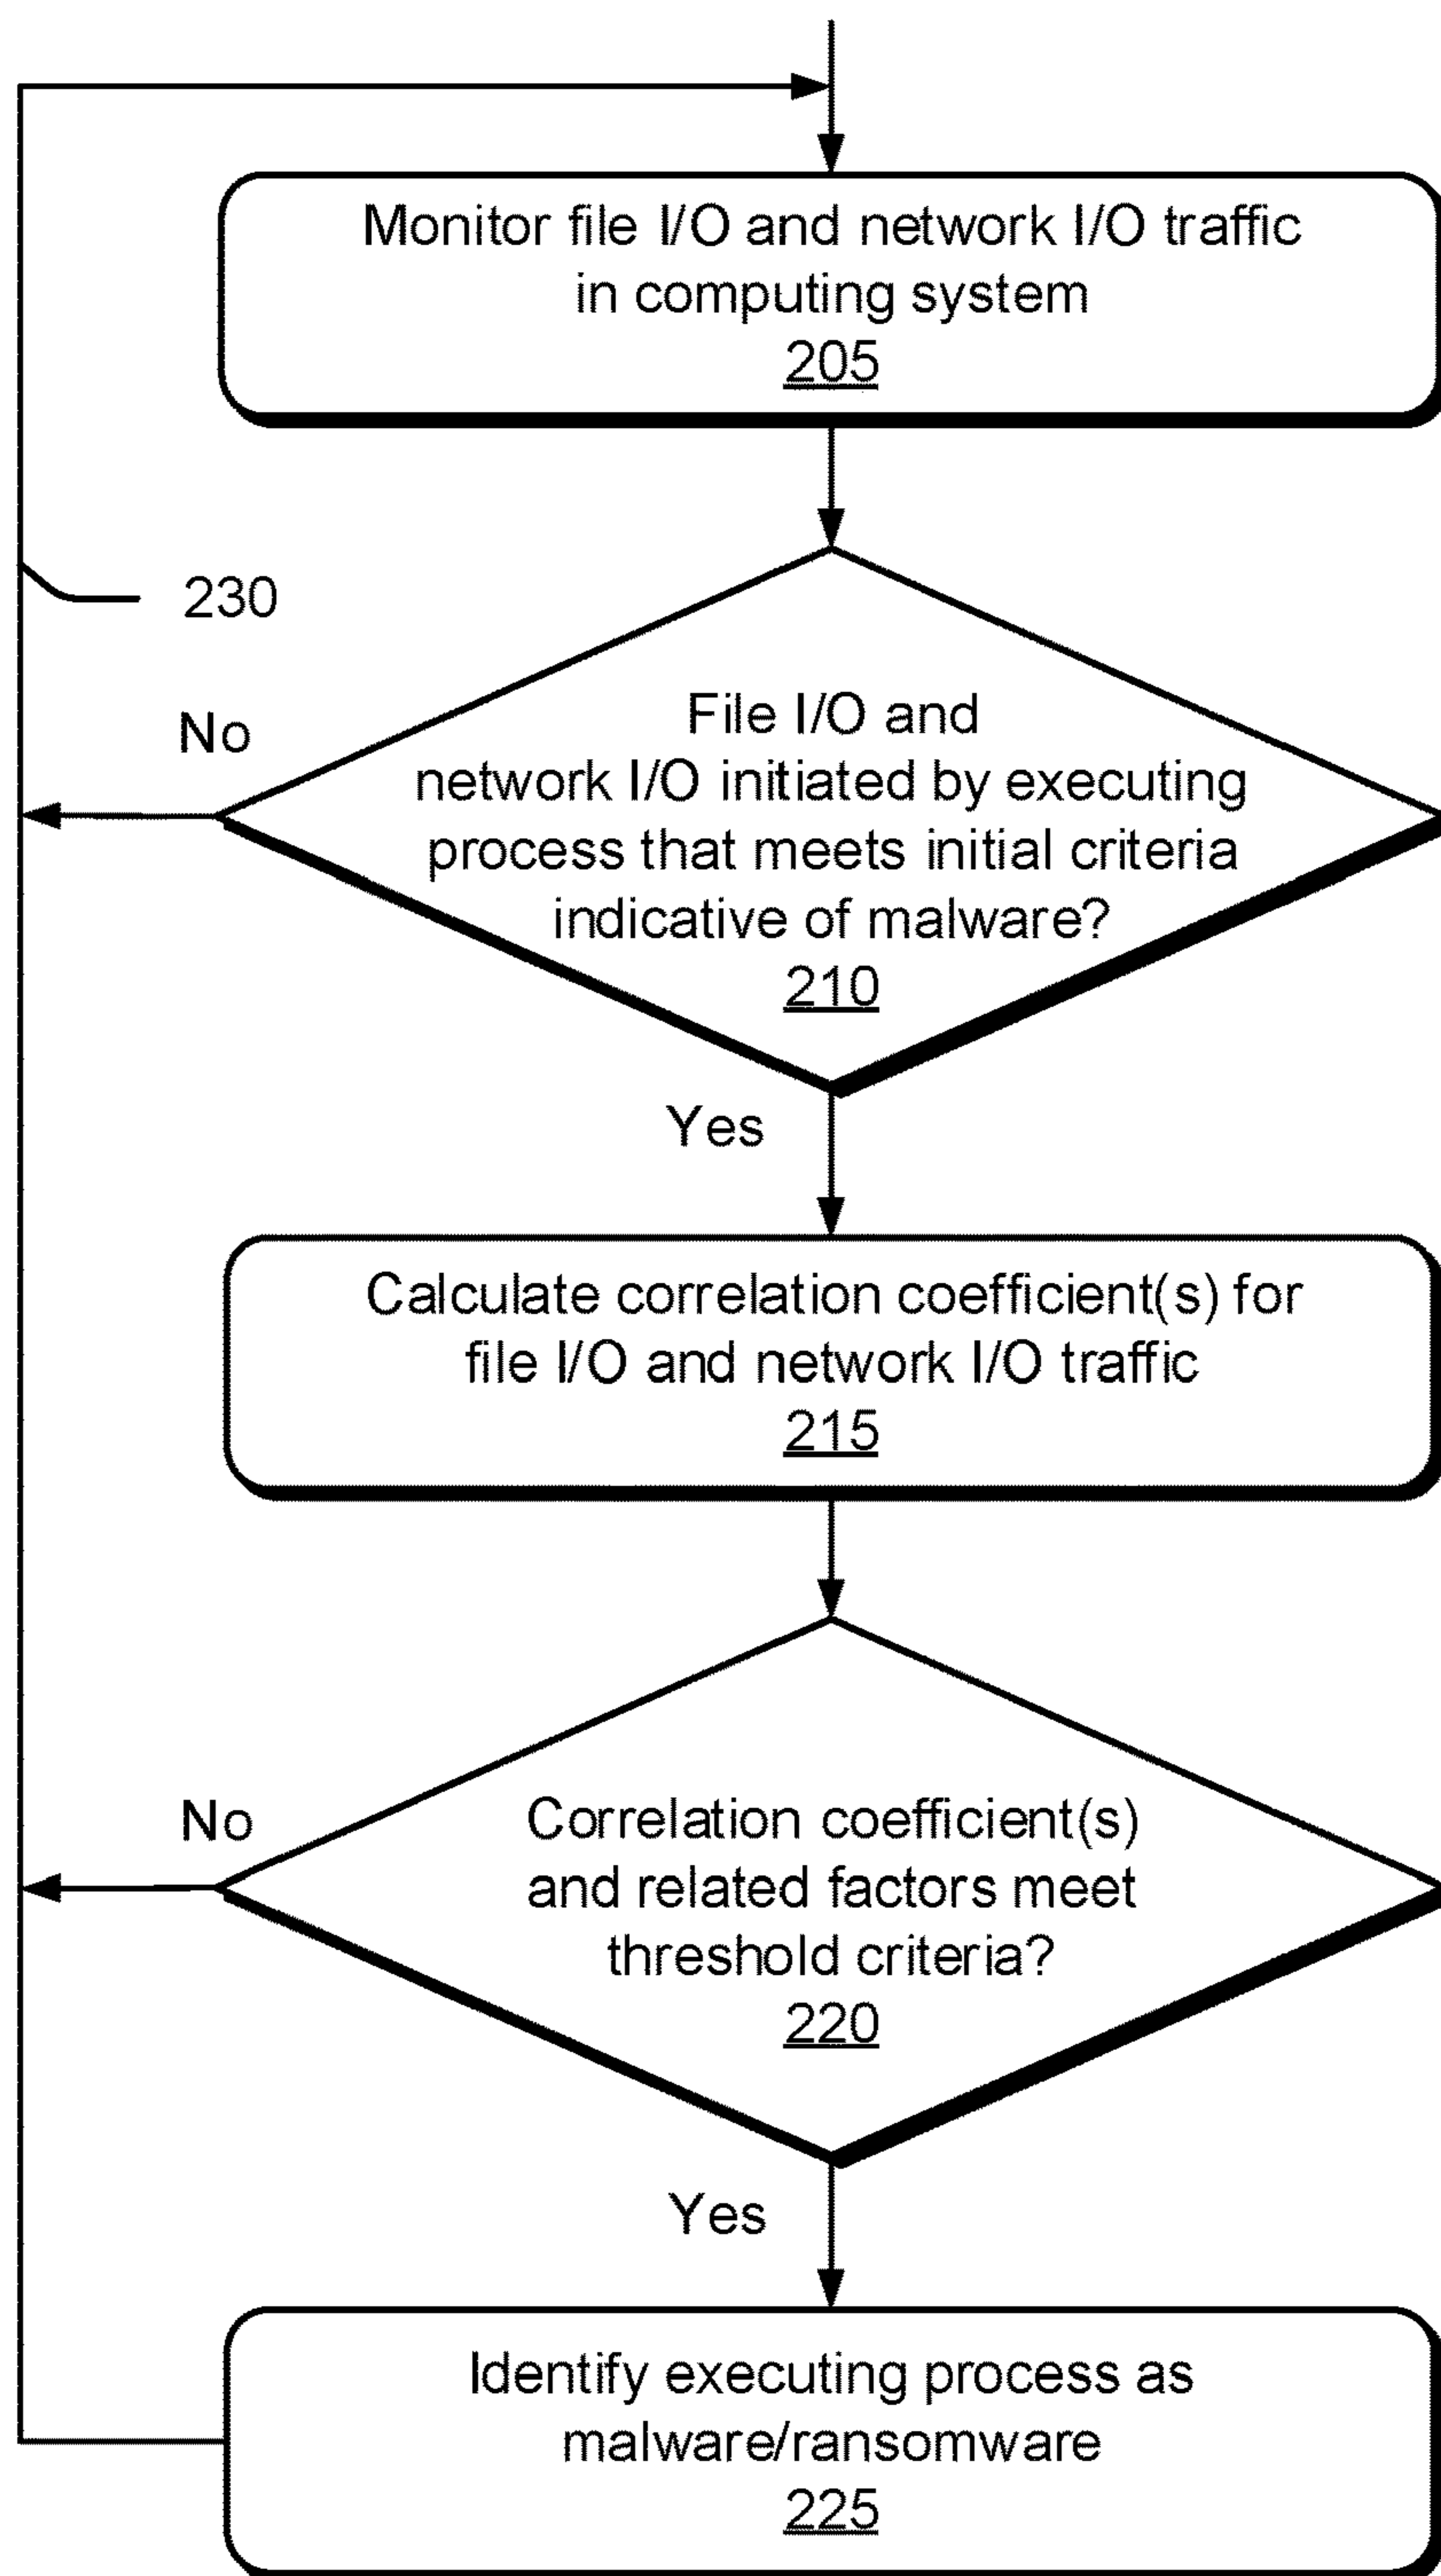 Monitor file I/O and network I/O traffic
in computing system
205
230
No
File I/O and
network I/O initiated by executing
process that meets initial criteria
indicative of malware?
210
Yes
Calculate correlation coefficient(s) for
file I/O and network I/O traffic
215
No
Correlation coefficient(s)
and related factors meet
threshold criteria?
220
Yes
Identify executing process as
malware/ransomware
225